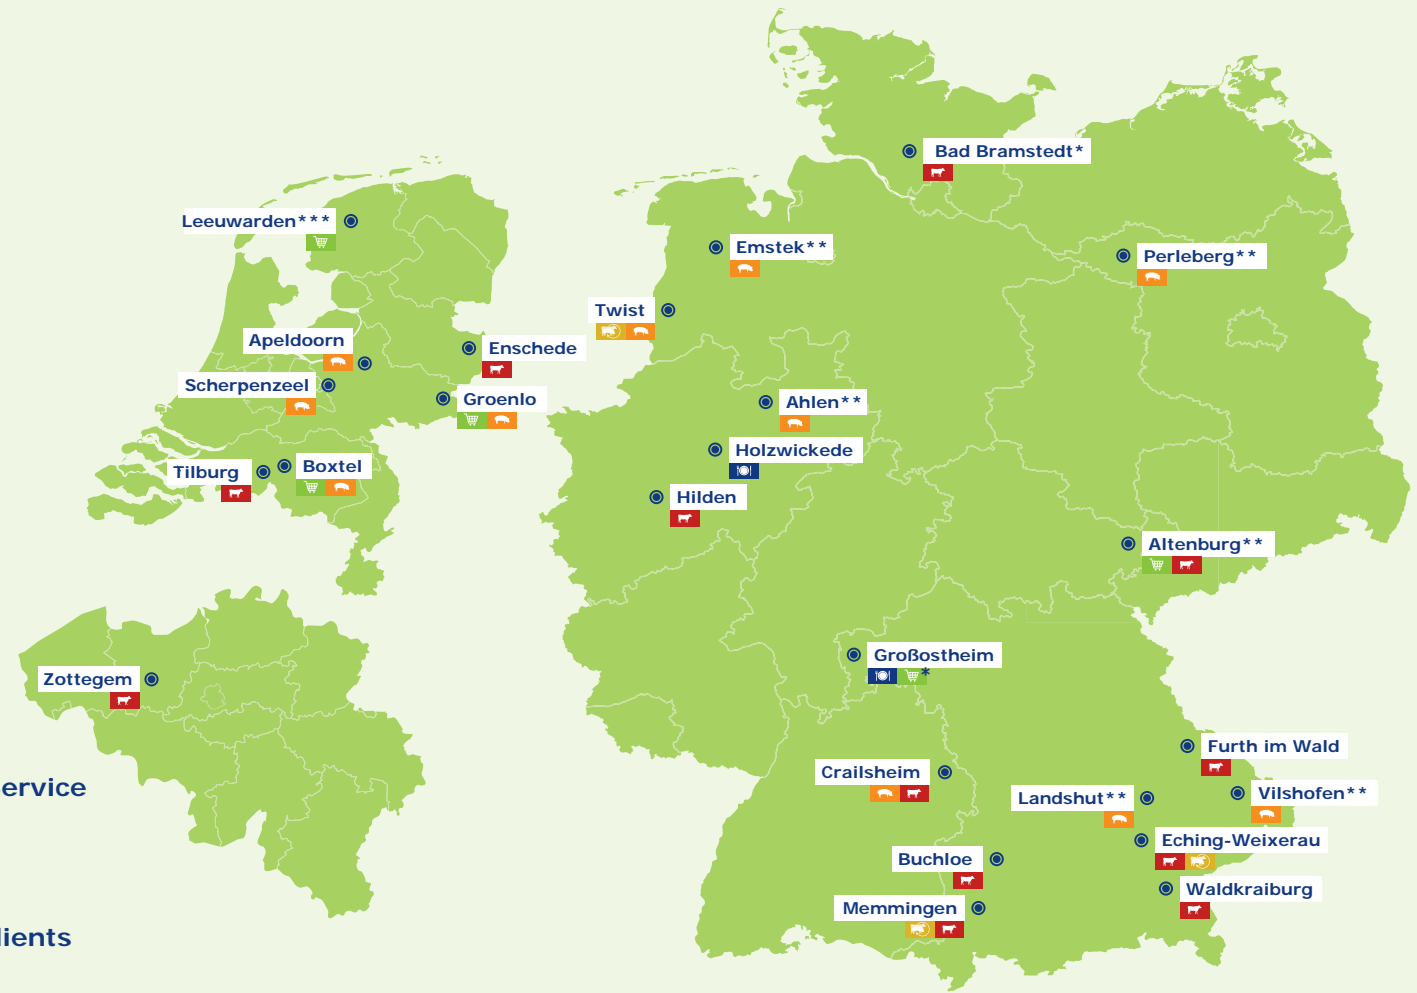 Bad Bramstedt*
Leeuwarden***
Emstek**
Perleberg**
Twist
Apeldoorn
Enschede
Scherpenzeel
Groenlo
Ahlen**
Holzwickede
Tilburg
Boxtel
Hilden
Altenburg**
Großostheim
*
Zottegem
Furth im Wald
Crailsheim
ervice
Landshut**
Vilshofen**
Eching-Weixerau
Buchloe
Waldkraiburg
Memmingen
lients